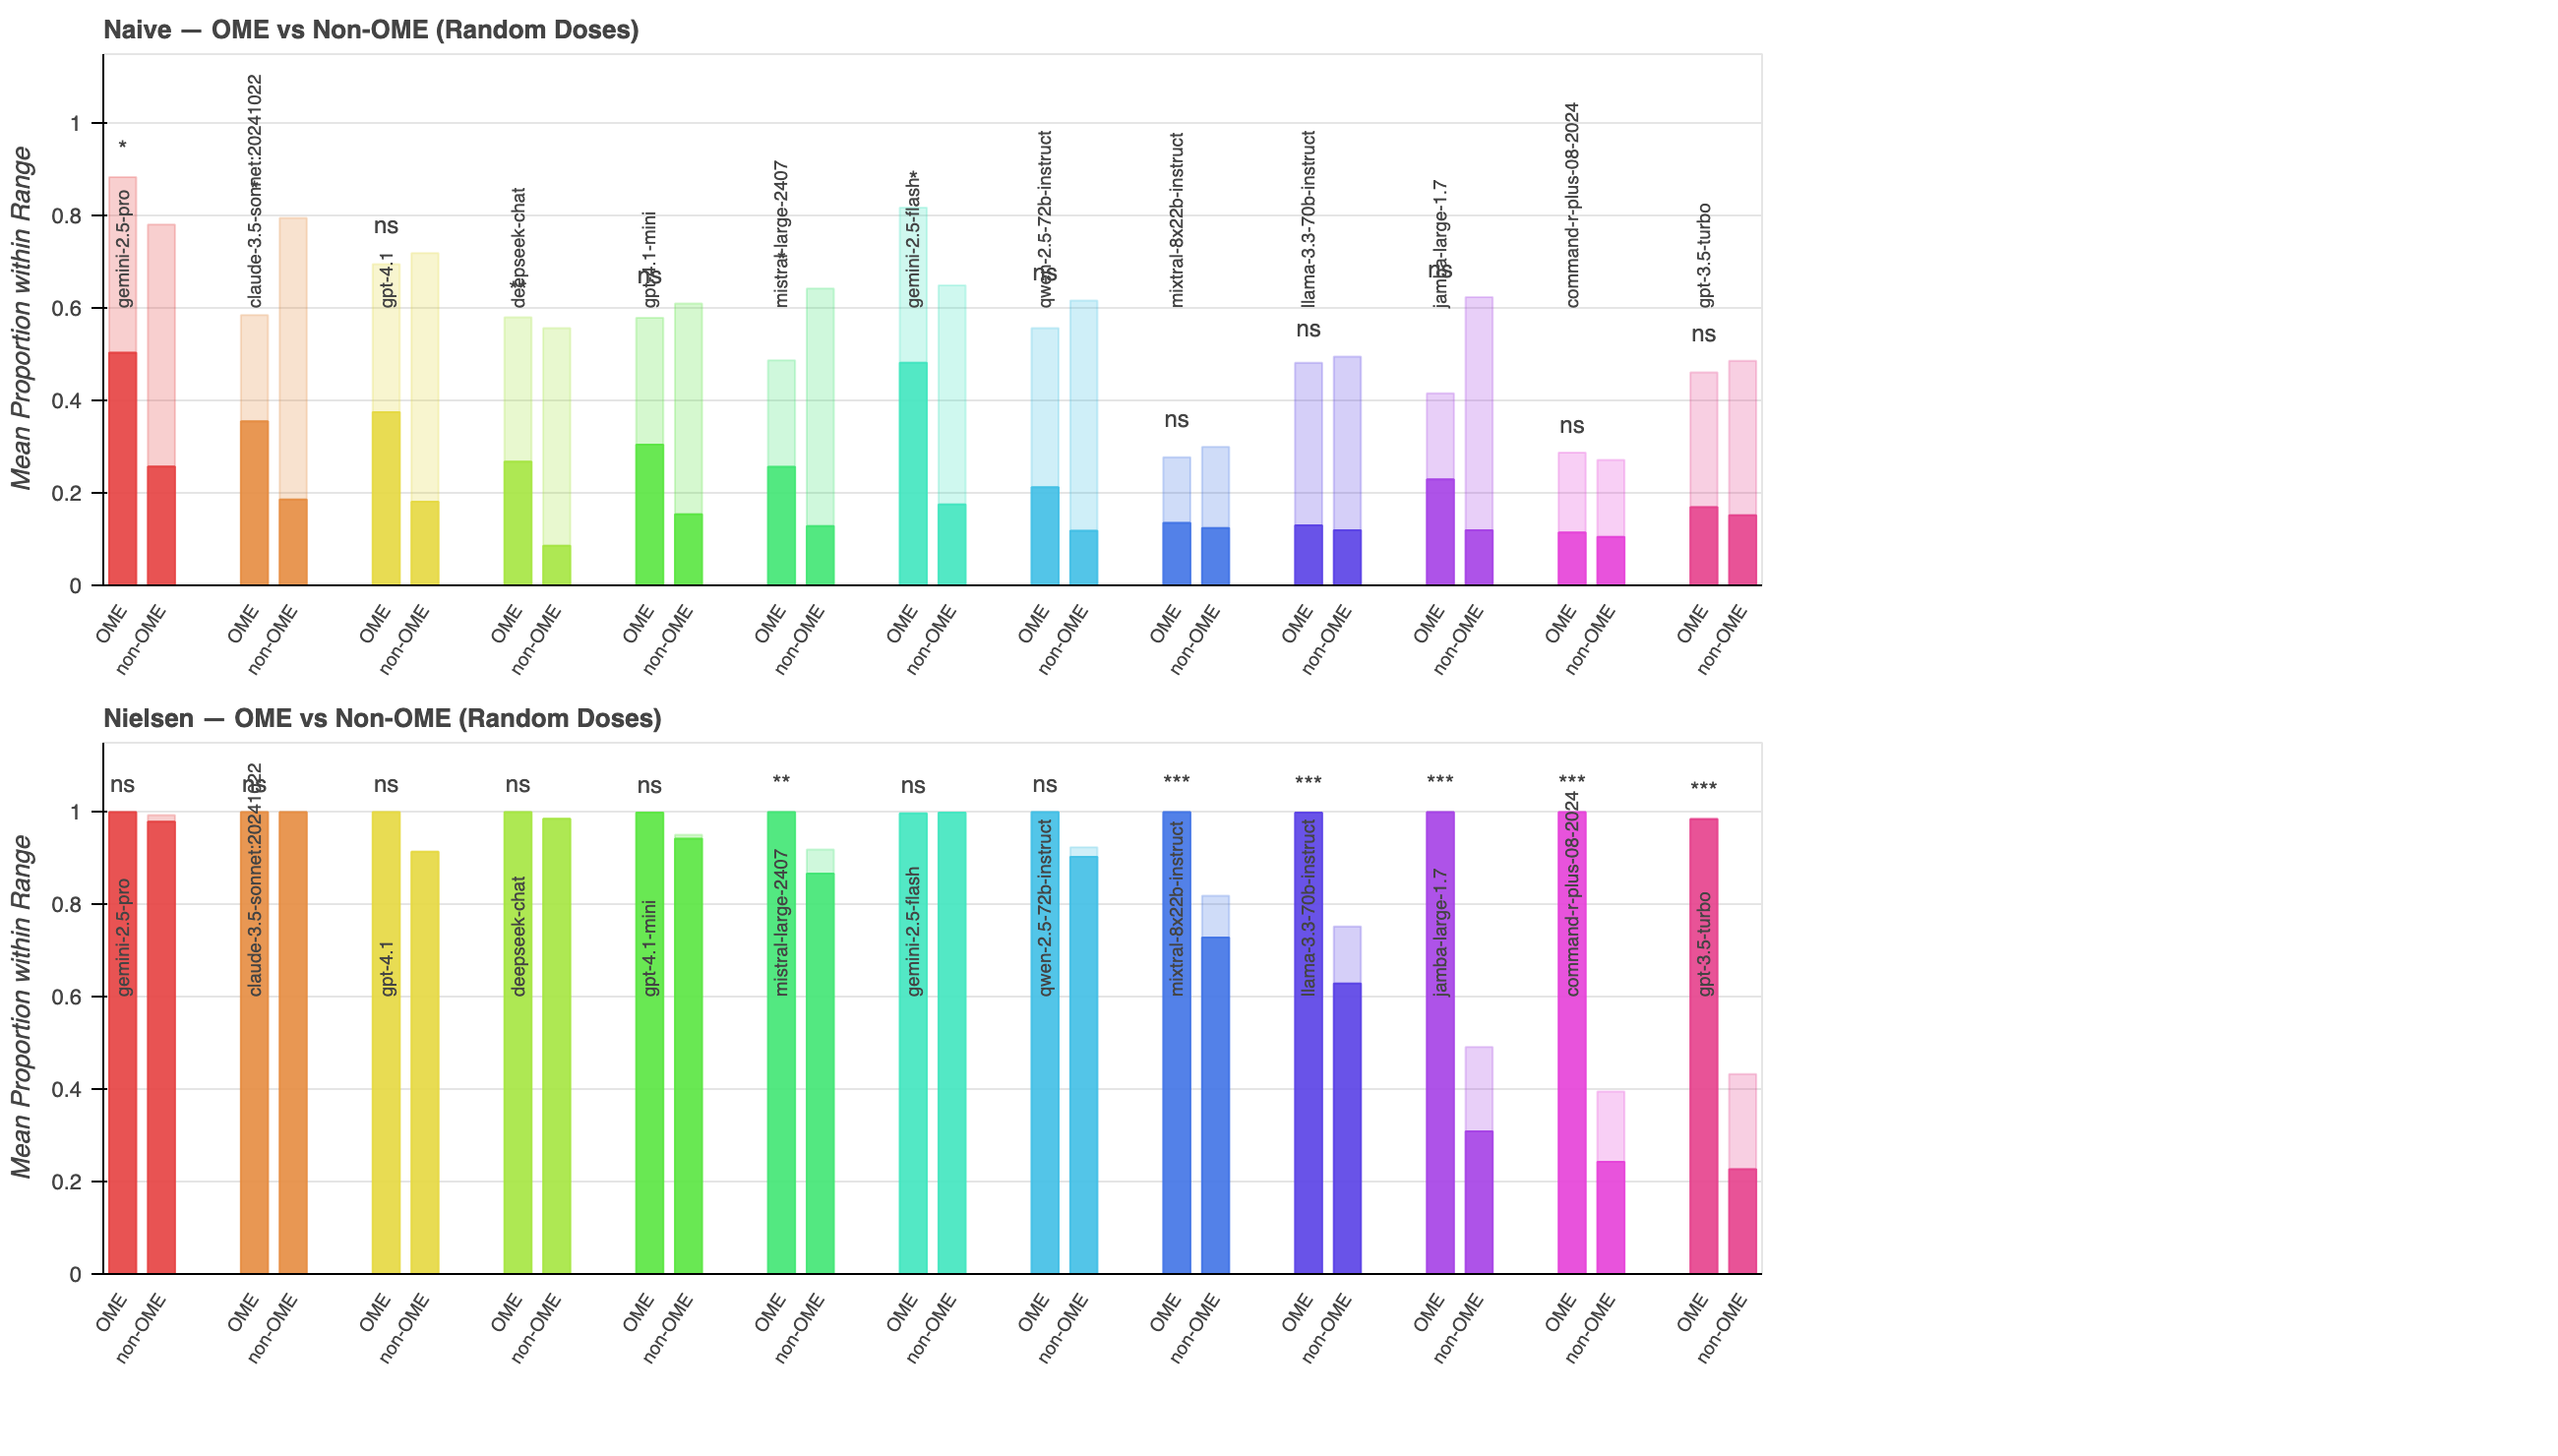 Naive — OME vs Non-OME (Random Doses)
Mean Proportion within Range
1
0.8
0.6
0.4
0.2
0
*
gemini-2.5-pro
claude-3.5-sonnet:20241022
ns
gpt-4.1
deepseek-chat
ns
gpt-4.1-mini
mistral-large-2407
*
gemini-2.5-flash
ns
qwen-2.5-72b-instruct
ns
mixtral-8x22b-instruct
ns
llama-3.3-70b-instruct
ns
jamba-large-1.7
ns
command-r-plus-08-2024
ns
gpt-3.5-turbo
OME non-OME OME non-OME OME non-OME OME non-OME OME non-OME OME non-OME OME non-OME OME non-OME OME non-OME OME non-OME OME non-OME OME non-OME OME non-OME
Nielsen — OME vs Non-OME (Random Doses)
Mean Proportion within Range
1
0.8
0.6
0.4
0.2
0
ns
gemini-2.5-pro
ns
claude-3.5-sonnet:20241022
ns
gpt-4.1
ns
deepseek-chat
ns
gpt-4.1-mini
**
mistral-large-2407
ns
gemini-2.5-flash
ns
qwen-2.5-72b-instruct
***
mixtral-8x22b-instruct
***
llama-3.3-70b-instruct
***
jamba-large-1.7
***
command-r-plus-08-2024
***
gpt-3.5-turbo
OME non-OME OME non-OME OME non-OME OME non-OME OME non-OME OME non-OME OME non-OME OME non-OME OME non-OME OME non-OME OME non-OME OME non-OME OME non-OME